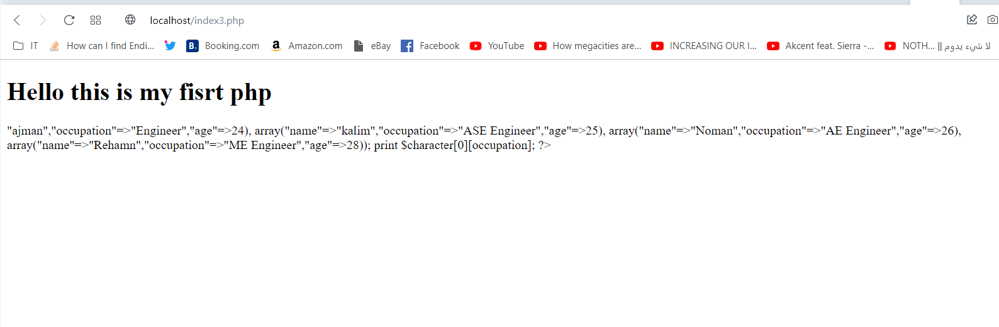 localhost/index3.php
IT How can I find Endi... Booking.com Amazon.com eBay Facebook YouTube How megacities are... INCREASING OUR I... Akcent feat. Sierra -... NOTH... || لا شيء يدوم
Hello this is my fisrt php
"ajman","occupation"=>"Engineer","age"=>24), array("name"=>"kalim","occupation"=>"ASE Engineer","age"=>25), array("name"=>"Noman","occupation"=>"AE Engineer","age"=>26),
array("name"=>"Rehamn","occupation"=>"ME Engineer","age"=>28)); print $character[0][occupation]; ?>